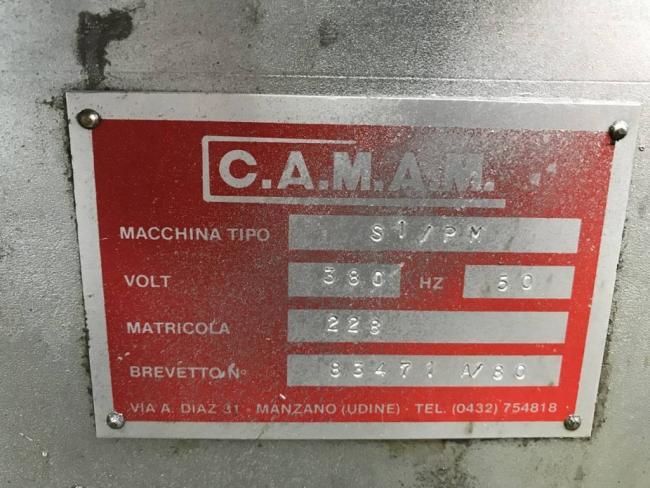 C.A.M.A.M.
MACCHINA TIPO S1/PM
VOLT 380 HZ 50
MATRICOLA 228
BREVETTO N° 83471 A/80
VIA A. DIAZ 31 - MANZANO (UDINE) - TEL. (0432) 754818